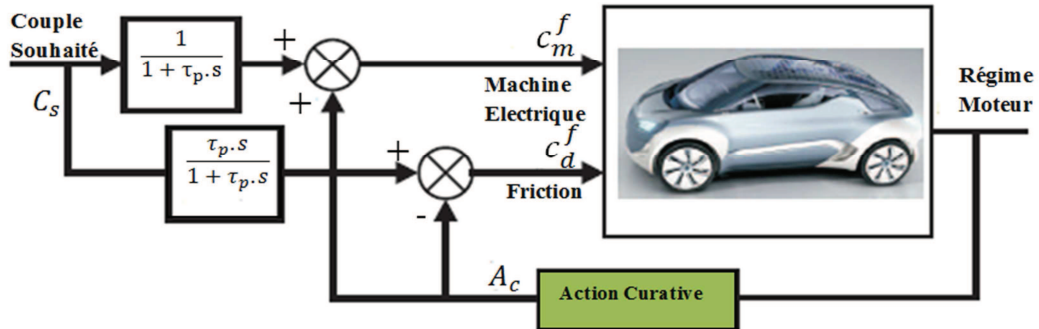 Couple
Souhaité
C_s
1
1 + τ_p.s
+
+
c_m^f
Machine
Electrique
τ_p.s
1 + τ_p.s
+
-
c_d^f
Friction
Régime
Moteur
A_c
Action Curative